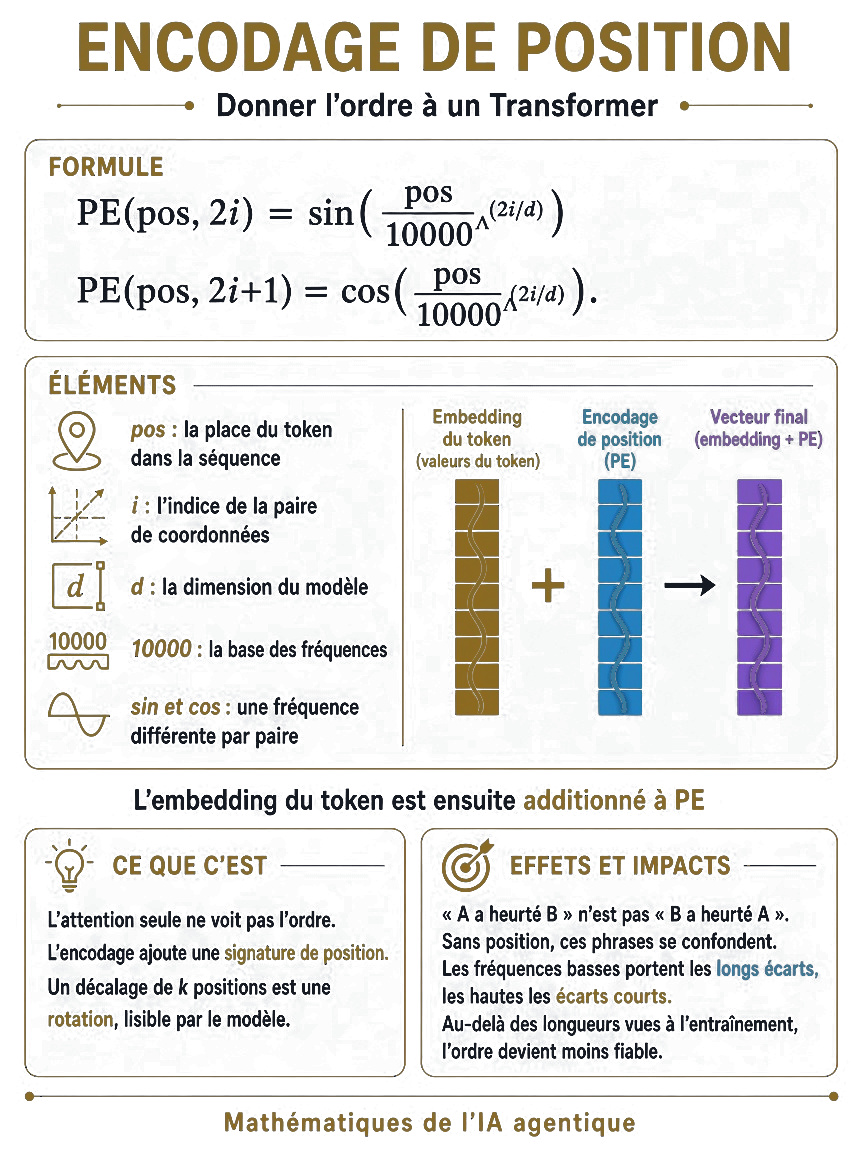 ENCODAGE DE POSITION
Donner l’ordre à un Transformer
FORMULE
PE(pos, 2i) = sin( pos / 10000^(2i/d) )
PE(pos, 2i+1) = cos( pos / 10000^(2i/d) ).
ÉLÉMENTS
pos : la place du token
dans la séquence
i : l’indice de la paire
de coordonnées
d
d : la dimension du modèle
10000
10000 : la base des fréquences
sin et cos : une fréquence
différente par paire
Embedding
du token
(valeurs du token)
+
Encodage
de position
(PE)
Vecteur final
(embedding + PE)
L’embedding du token est ensuite additionné à PE
CE QUE C’EST
L’attention seule ne voit pas l’ordre.
L’encodage ajoute une signature de position.
Un décalage de k positions est une
rotation, lisible par le modèle.
EFFETS ET IMPACTS
« A a heurté B » n’est pas « B a heurté A ».
Sans position, ces phrases se confondent.
Les fréquences basses portent les longs écarts,
les hautes les écarts courts.
Au-delà des longueurs vues à l’entraînement,
l’ordre devient moins fiable.
Mathématiques de l’IA agentique